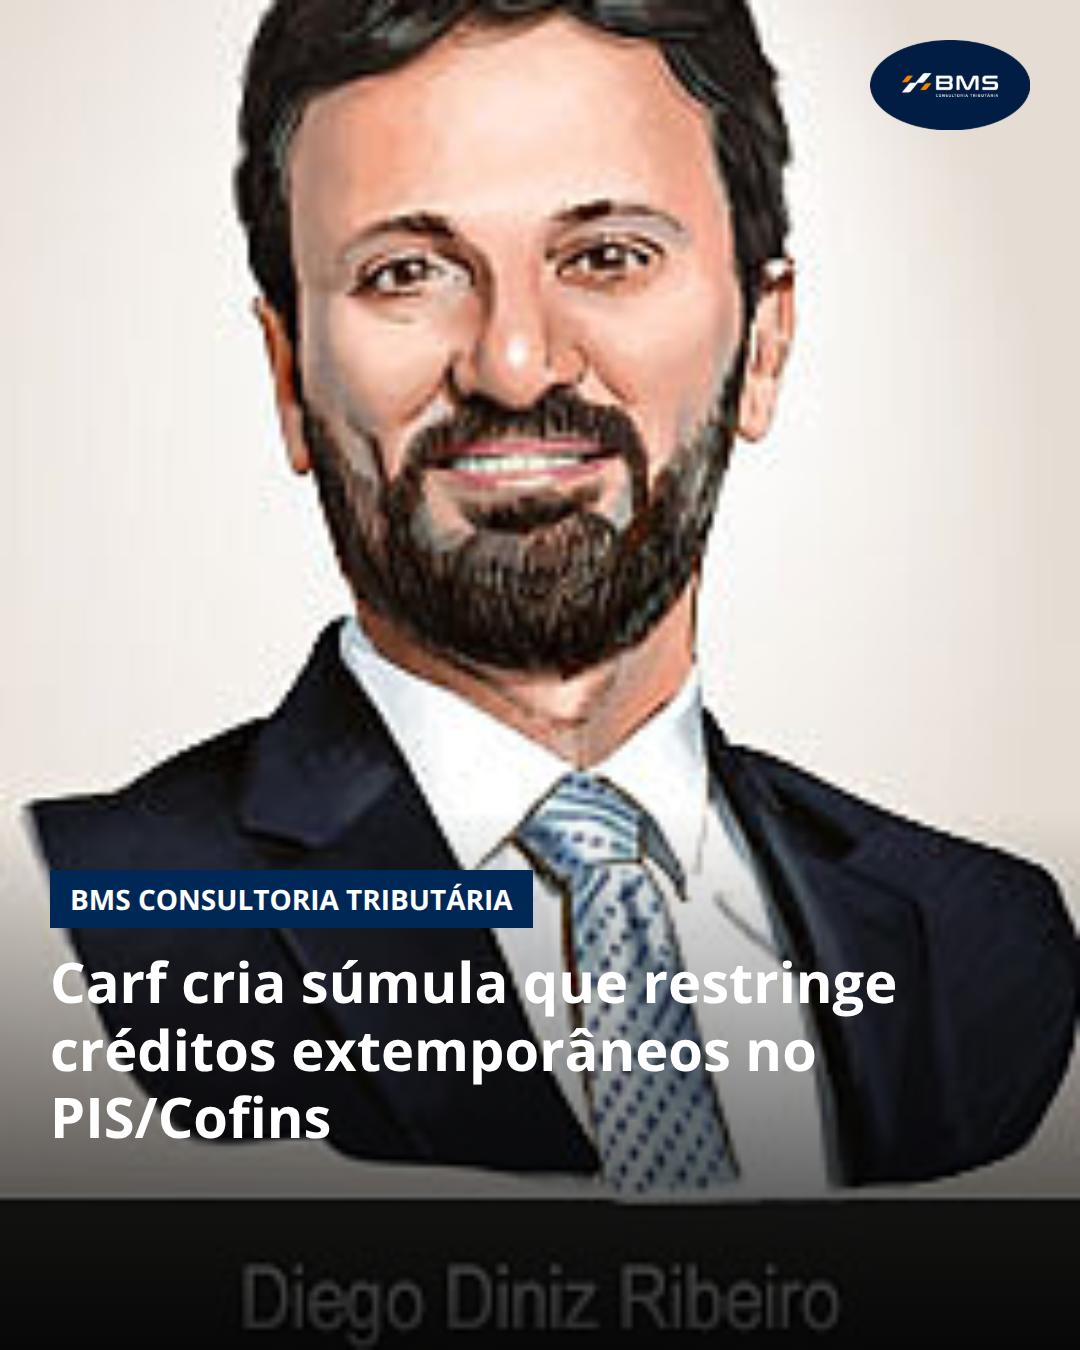 BMS
CONSULTORIA TRIBUTÁRIA
BMS CONSULTORIA TRIBUTÁRIA
Carf cria súmula que restringe
créditos extemporâneos no
PIS/Cofins
Diego Diniz Ribeiro